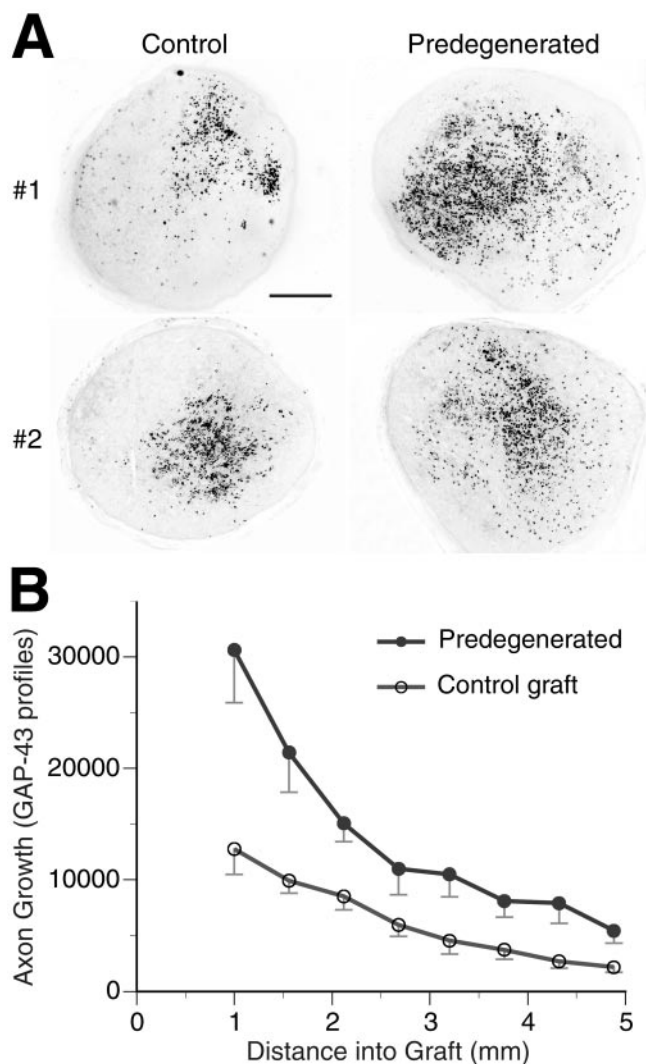 A
Control
Predegenerated
#1
#2
B
Axon Growth (GAP-43 profiles)
30000
20000
10000
0
Predegenerated
Control graft
0 1 2 3 4 5
Distance into Graft (mm)